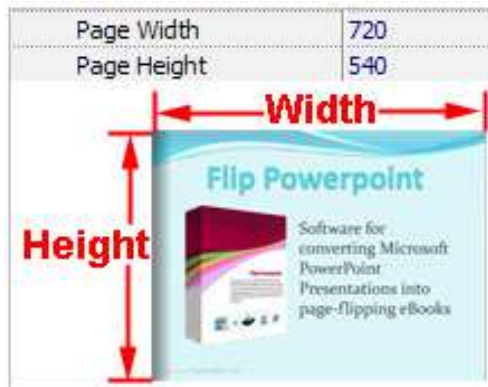 Page Width 720
Page Height 540
Width
Flip Powerpoint
Height
Software for
converting Microsoft
PowerPoint
Presentations into
page-flipping eBooks